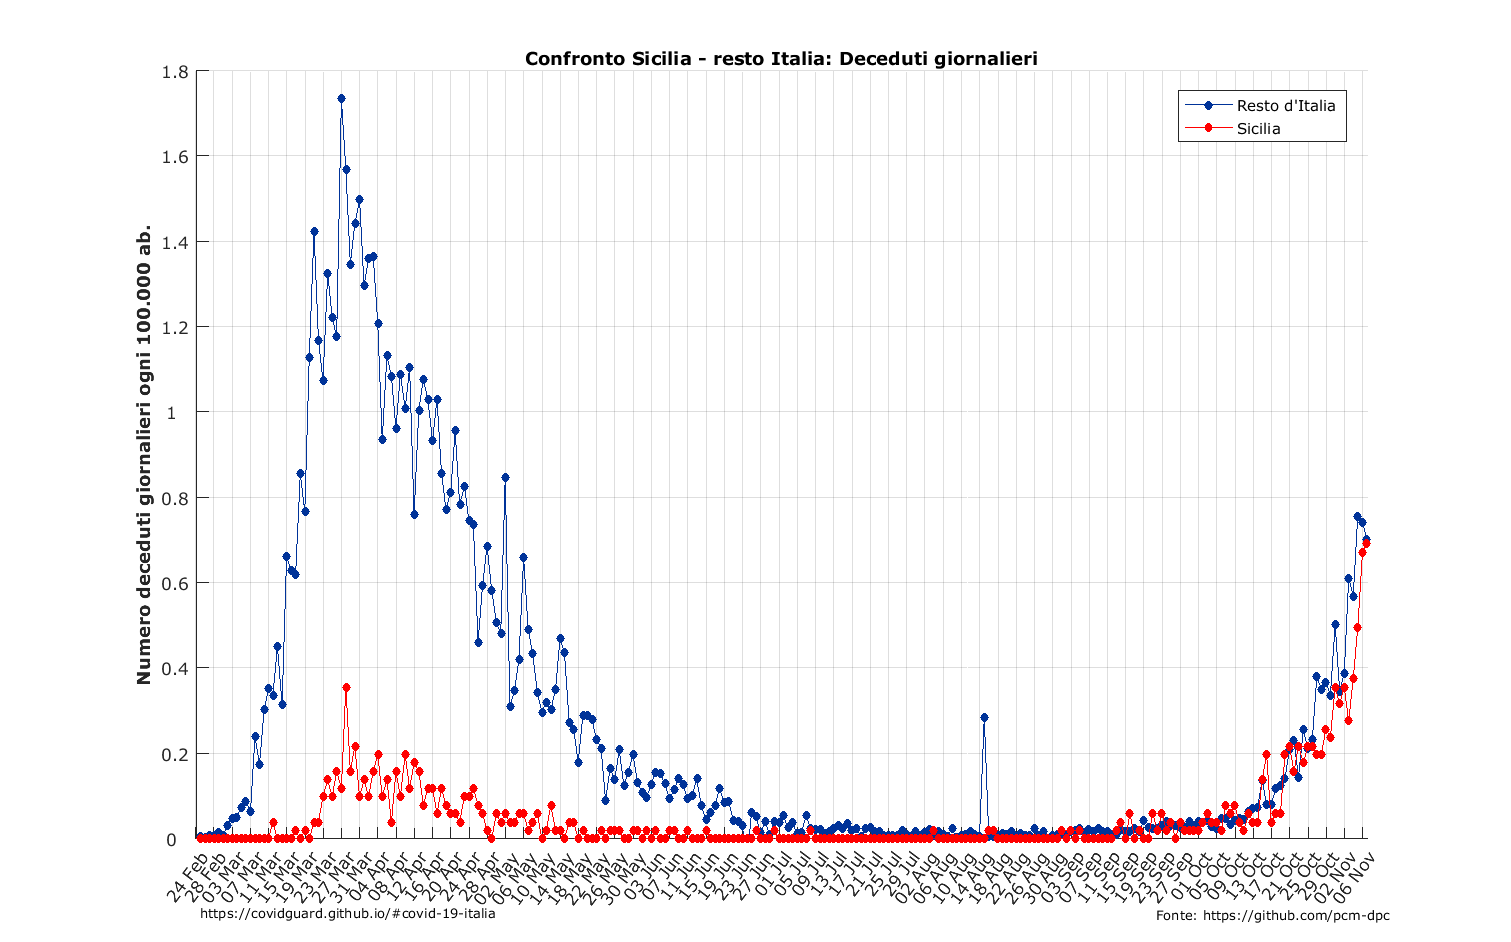 Confronto Sicilia - resto Italia: Deceduti giornalieri
Numero deceduti giornalieri ogni 100.000 ab.
1.8
1.6
1.4
1.2
1
0.8
0.6
0.4
0.2
0
Resto d'Italia
Sicilia
24 Feb
28 Feb
03 Mar
07 Mar
11 Mar
15 Mar
19 Mar
23 Mar
27 Mar
31 Mar
04 Apr
08 Apr
12 Apr
16 Apr
20 Apr
24 Apr
28 Apr
02 May
06 May
10 May
14 May
18 May
22 May
26 May
30 May
03 Jun
07 Jun
11 Jun
15 Jun
19 Jun
23 Jun
27 Jun
01 Jul
05 Jul
09 Jul
13 Jul
17 Jul
21 Jul
25 Jul
29 Jul
02 Aug
06 Aug
10 Aug
14 Aug
18 Aug
22 Aug
26 Aug
30 Aug
03 Sep
07 Sep
11 Sep
15 Sep
19 Sep
23 Sep
27 Sep
01 Oct
05 Oct
09 Oct
13 Oct
17 Oct
21 Oct
25 Oct
29 Oct
02 Nov
06 Nov
https://covidguard.github.io/#covid-19-italia
Fonte: https://github.com/pcm-dpc